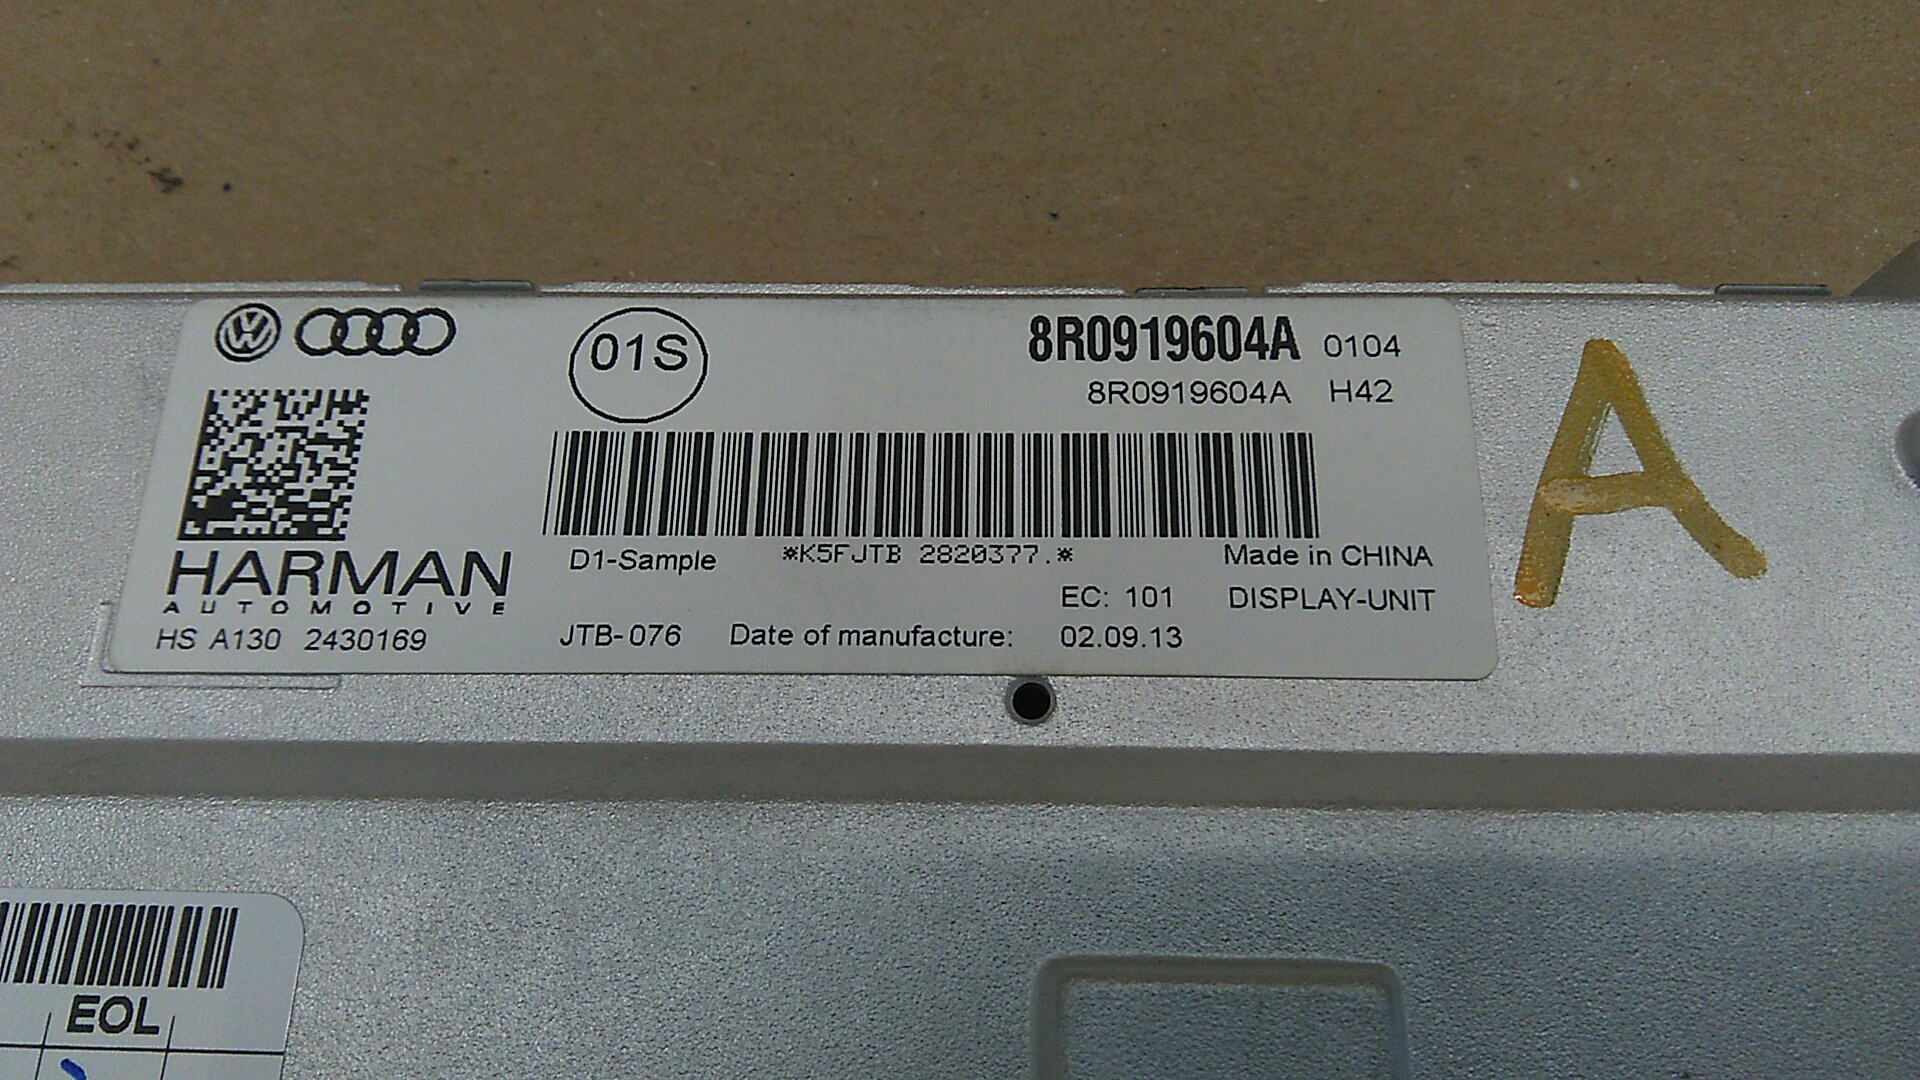 01S
8R0919604A 0104
8R0919604A H42
HARMAN
AUTOMOTIVE
D1-Sample *K5FJTB 2820377.* Made in CHINA
EC: 101 DISPLAY-UNIT
HS A130 2430169 JTB-076 Date of manufacture: 02.09.13
A
EOL